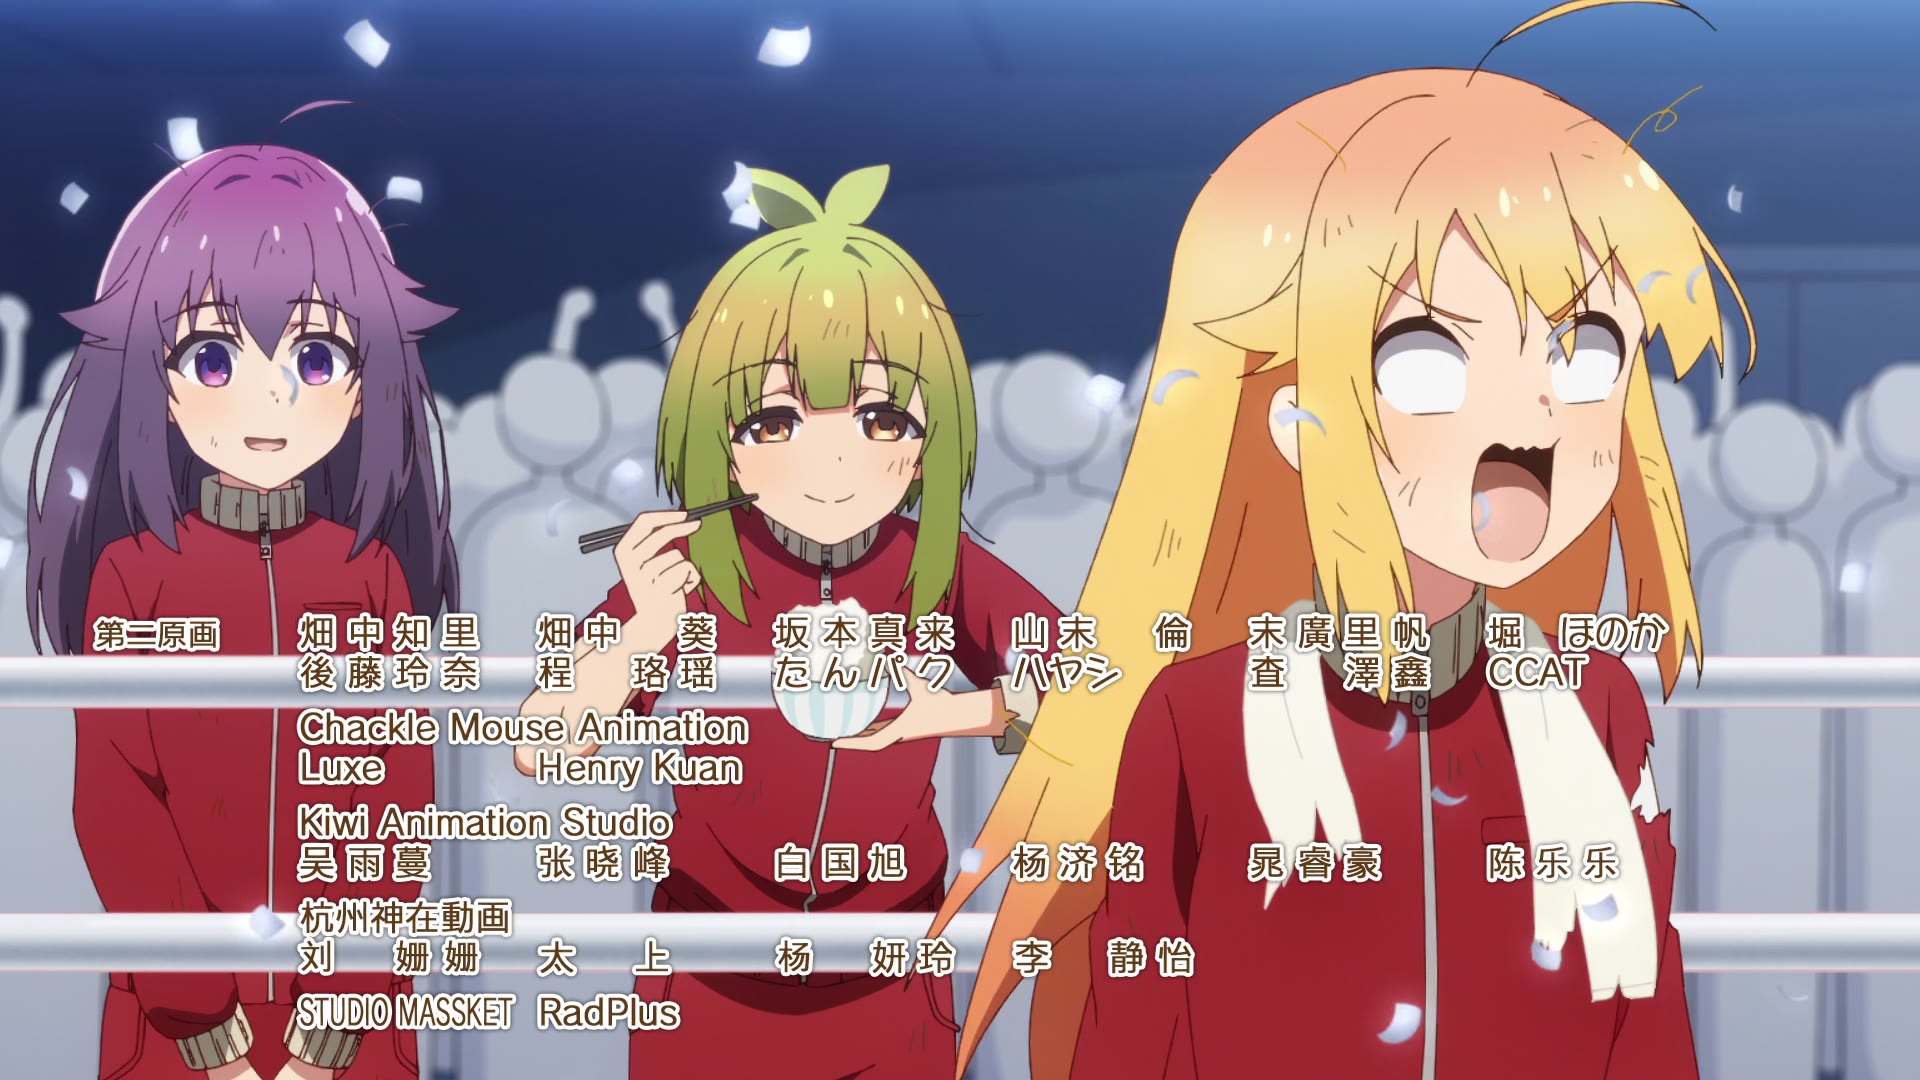 第二原画 畑中知里 畑中 葵 坂本真来 山末 倫 末廣里帆 堀 ほのか
後藤玲奈 程 珞瑶 たんパク ハヤシ 査 澤鑫 CCAT
Chackle Mouse Animation
Luxe Henry Kuan
Kiwi Animation Studio
吴雨蔓 张晓峰 白国旭 杨济铭 晁睿豪 陈乐乐
杭州神在動画
刘 姗姗 太 上 杨 妍玲 李 静怡
STUDIO MASSKET RadPlus